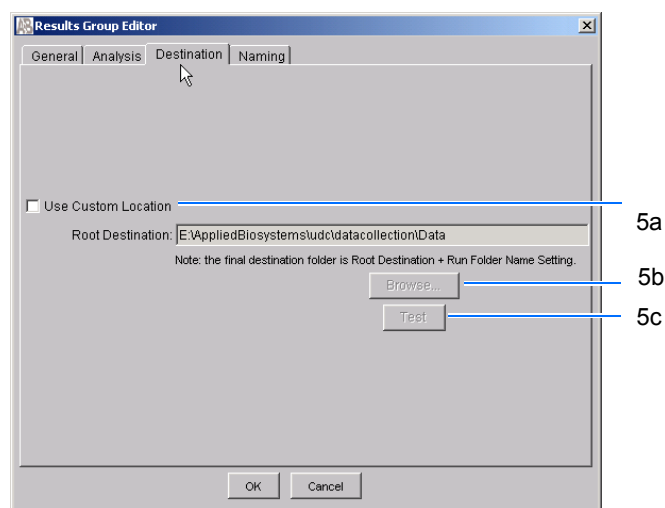 AB Results Group Editor
General Analysis Destination Naming
Use Custom Location
5a
Root Destination: E:\AppliedBiosystems\udc\datacollection\Data
Note: the final destination folder is Root Destination + Run Folder Name Setting.
Browse...
5b
Test
5c
OK Cancel